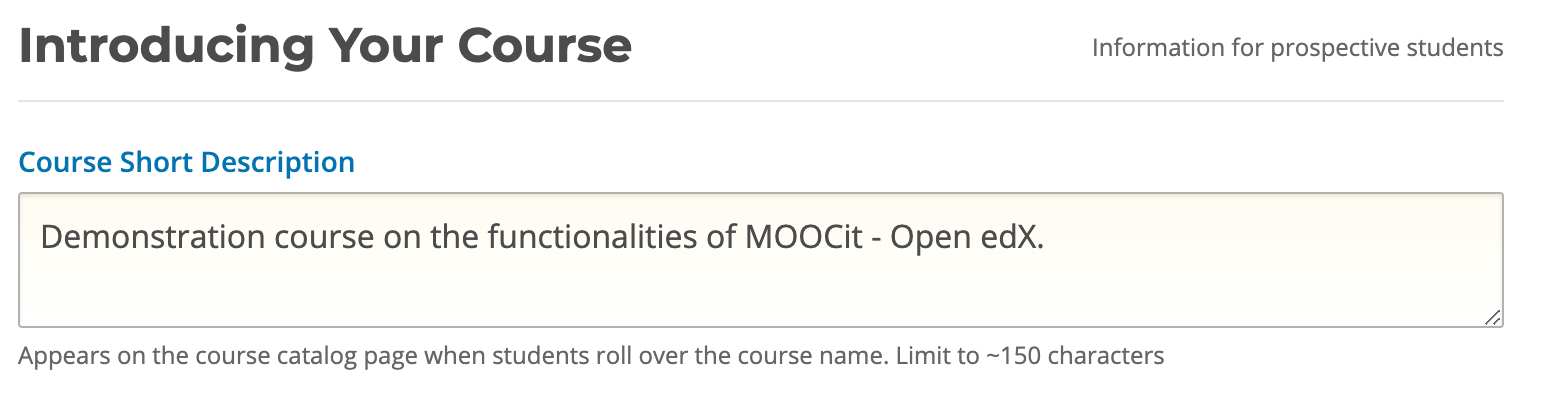 Introducing Your Course
Information for prospective students
Course Short Description
Demonstration course on the functionalities of MOOCit - Open edX.
Appears on the course catalog page when students roll over the course name. Limit to ~150 characters